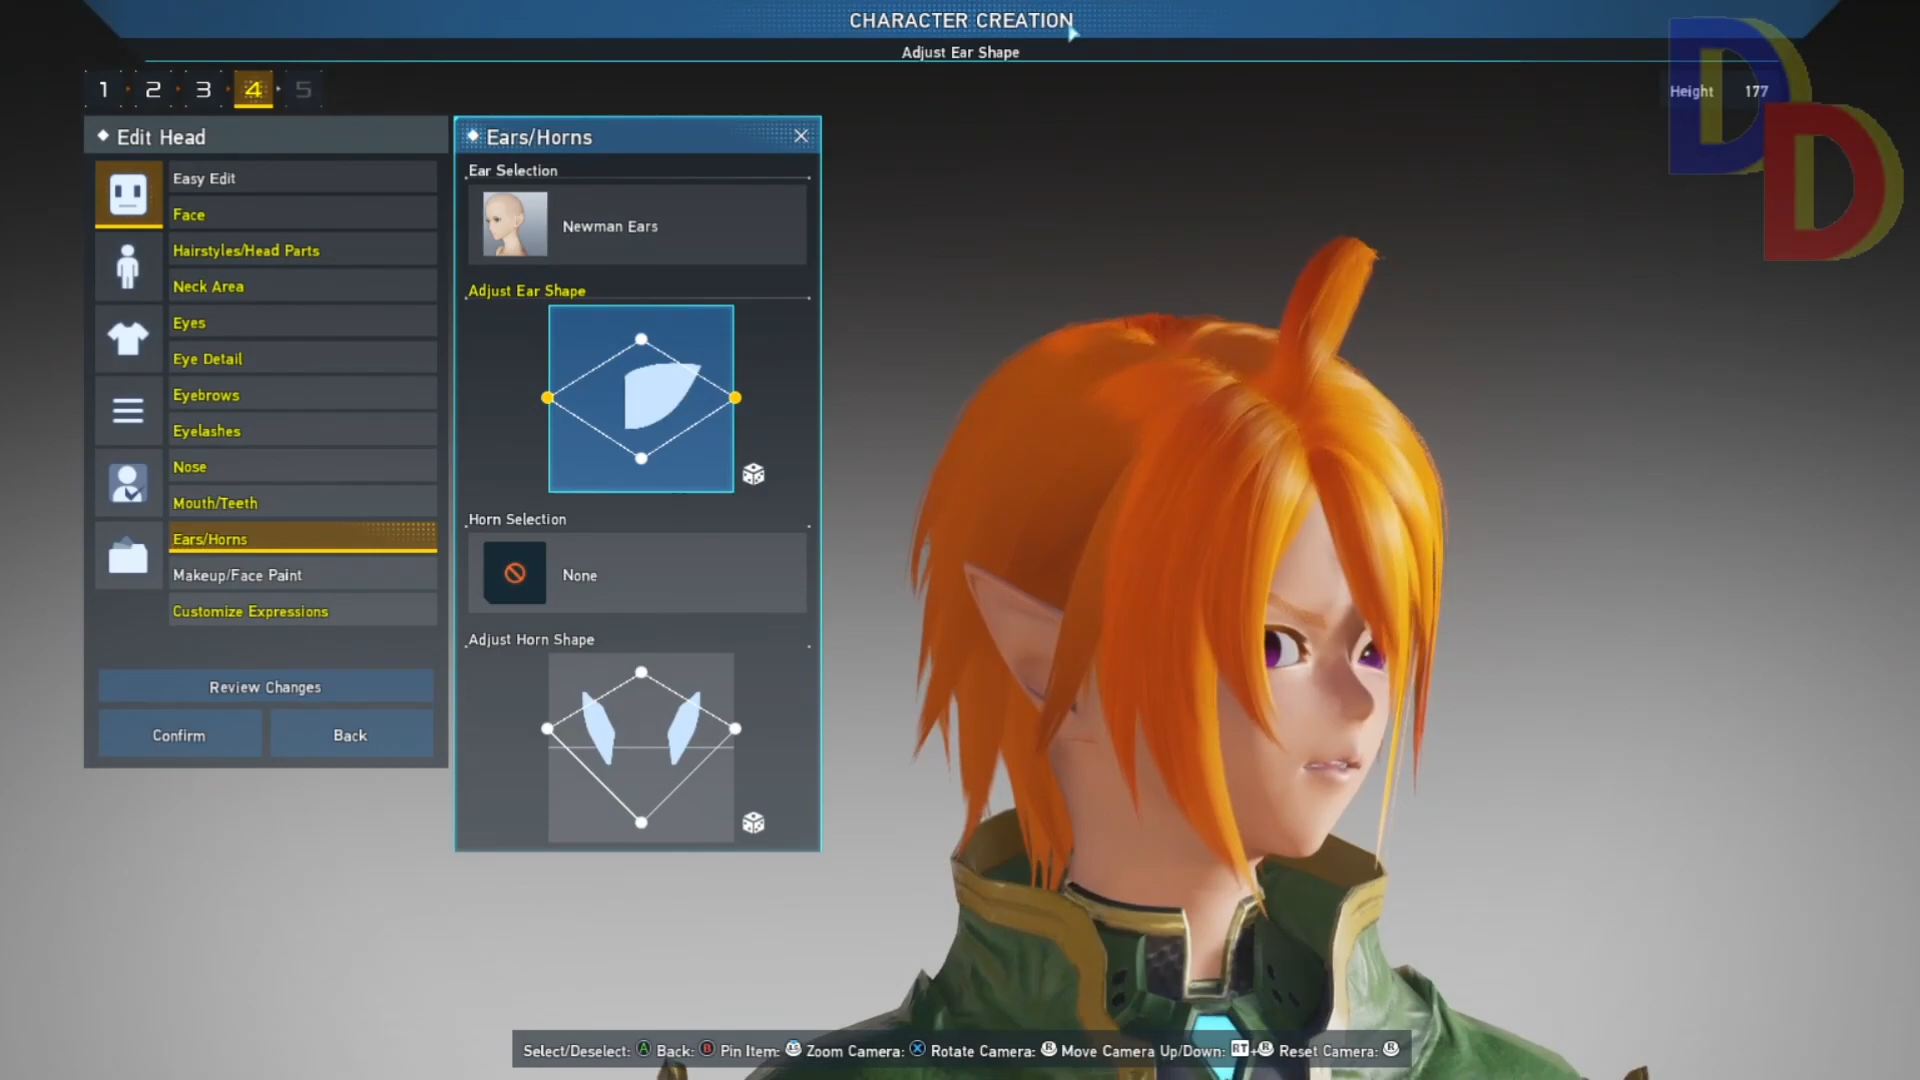 CHARACTER CREATION
Adjust Ear Shape
1 2 3 4 5
Height 177
DD
Edit Head
Easy Edit
Face
Hairstyles/Head Parts
Neck Area
Eyes
Eye Detail
Eyebrows
Eyelashes
Nose
Mouth/Teeth
Ears/Horns
Makeup/Face Paint
Customize Expressions
Review Changes
Confirm Back
Ears/Horns
Ear Selection
Newman Ears
Adjust Ear Shape
Horn Selection
None
Adjust Horn Shape
Select/Deselect: A Back: B Pin Item: LS Zoom Camera: X Rotate Camera: R Move Camera Up/Down: RT+R Reset Camera: R